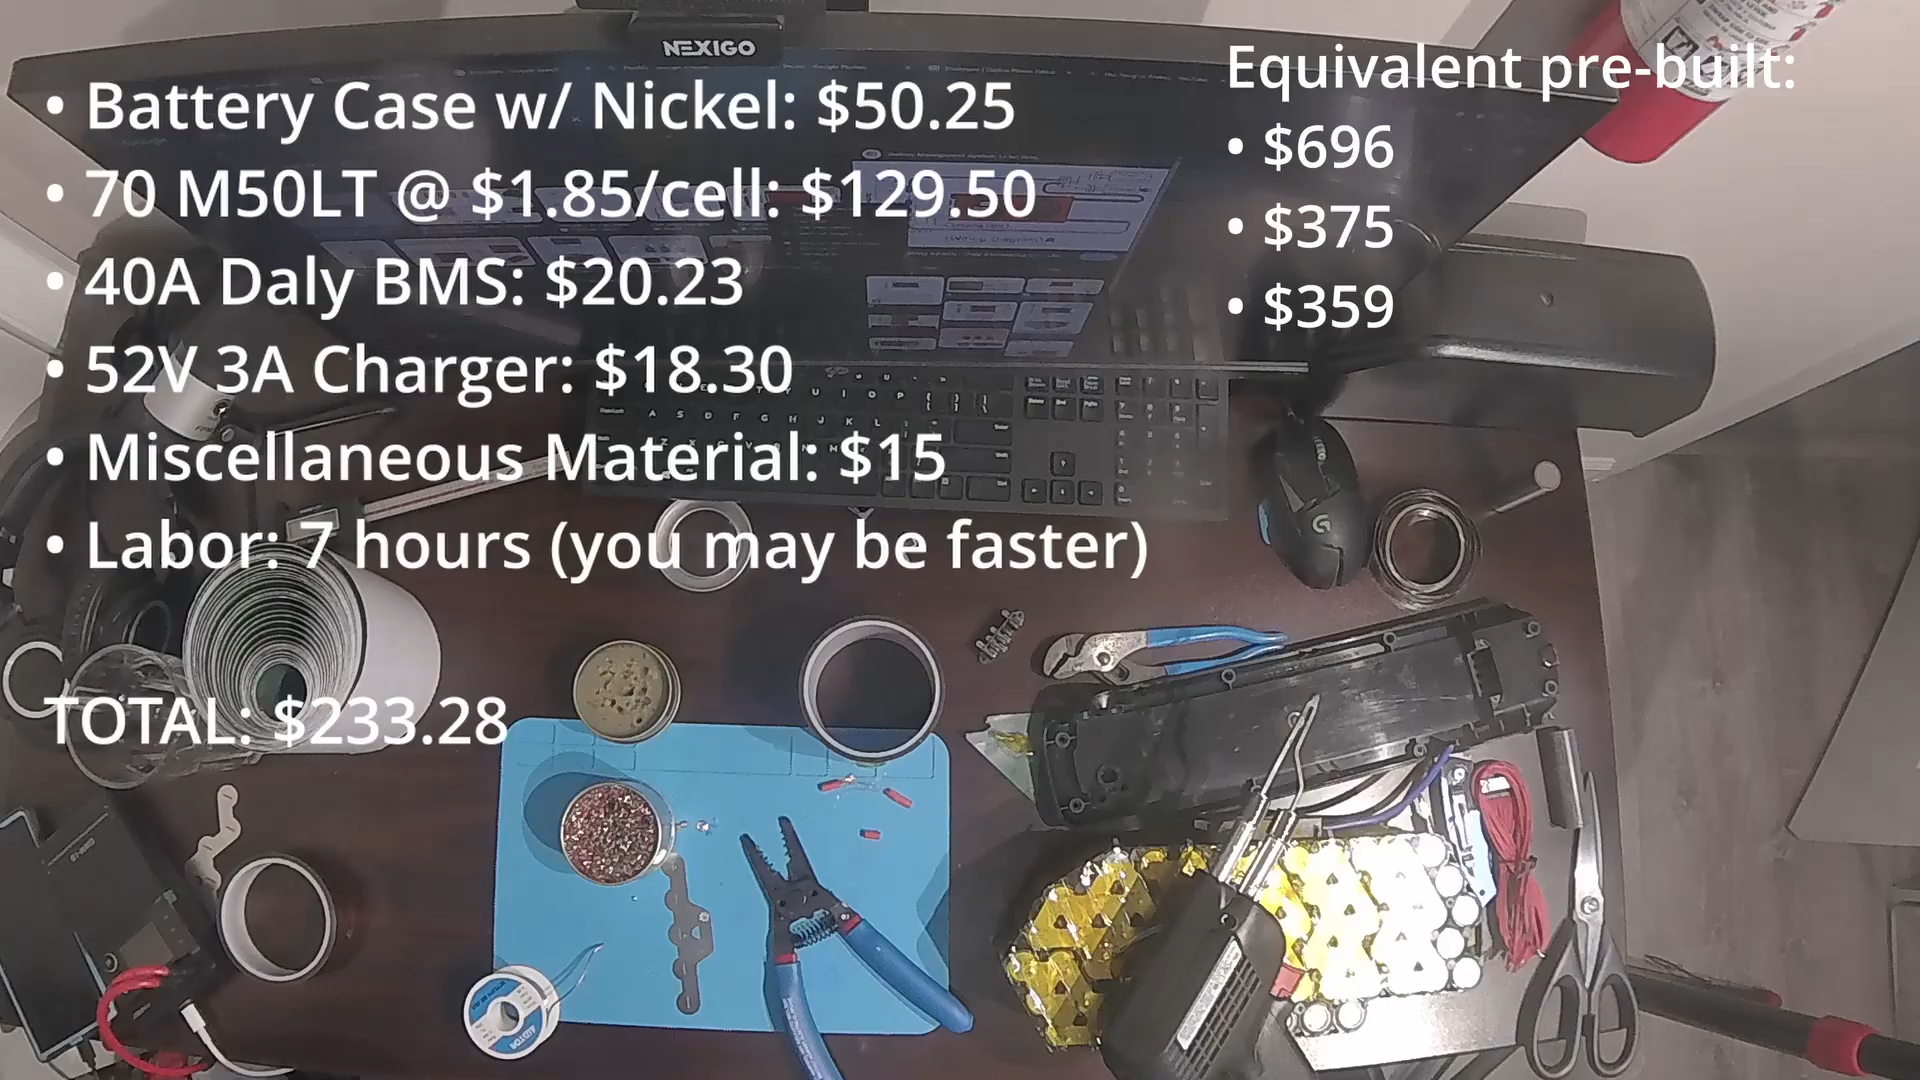 NEXIGO
• Battery Case w/ Nickel: $50.25
• 70 M50LT @ $1.85/cell: $129.50
• 40A Daly BMS: $20.23
• 52V 3A Charger: $18.30
• Miscellaneous Material: $15
• Labor: 7 hours (you may be faster)
TOTAL: $233.28
Equivalent pre-built:
• $696
• $375
• $359